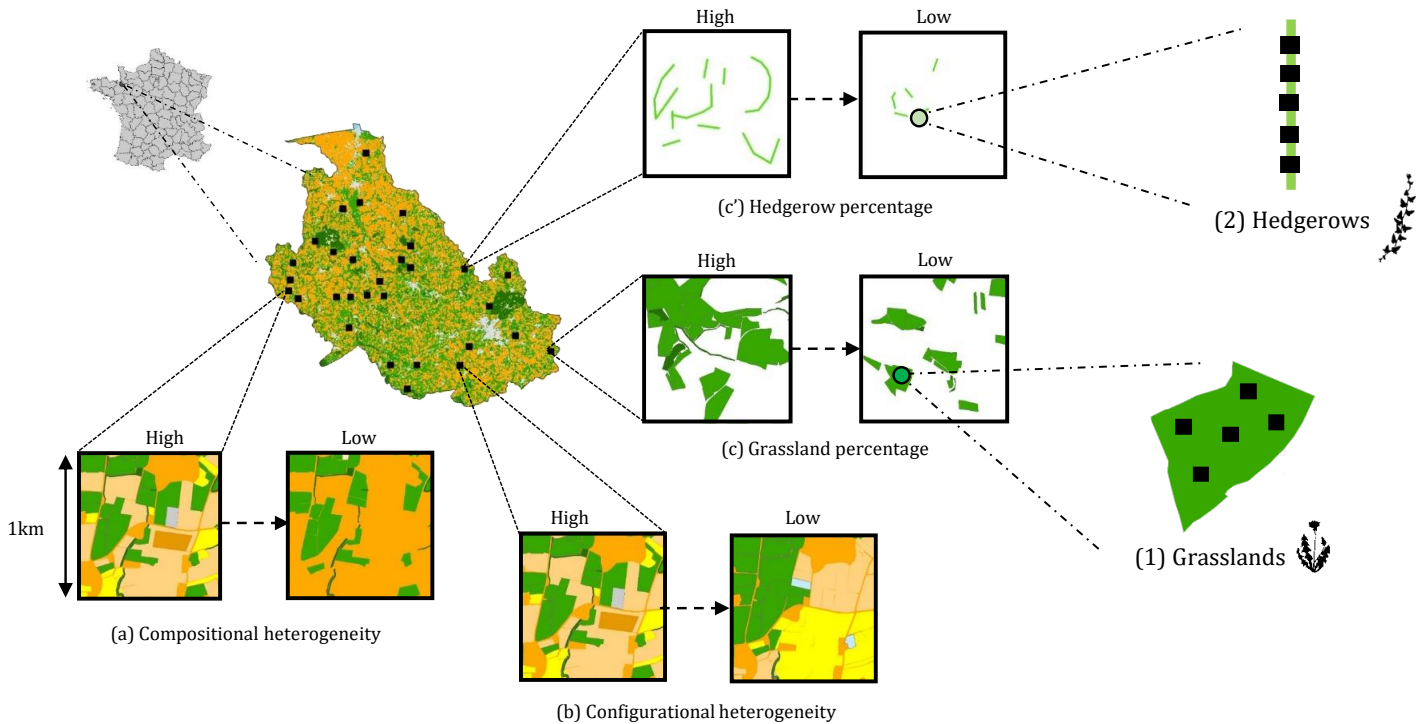 High
Low
(c’) Hedgerow percentage
(2) Hedgerows
High
Low
(c) Grassland percentage
(1) Grasslands
High
Low
1km
(a) Compositional heterogeneity
High
Low
(b) Configurational heterogeneity